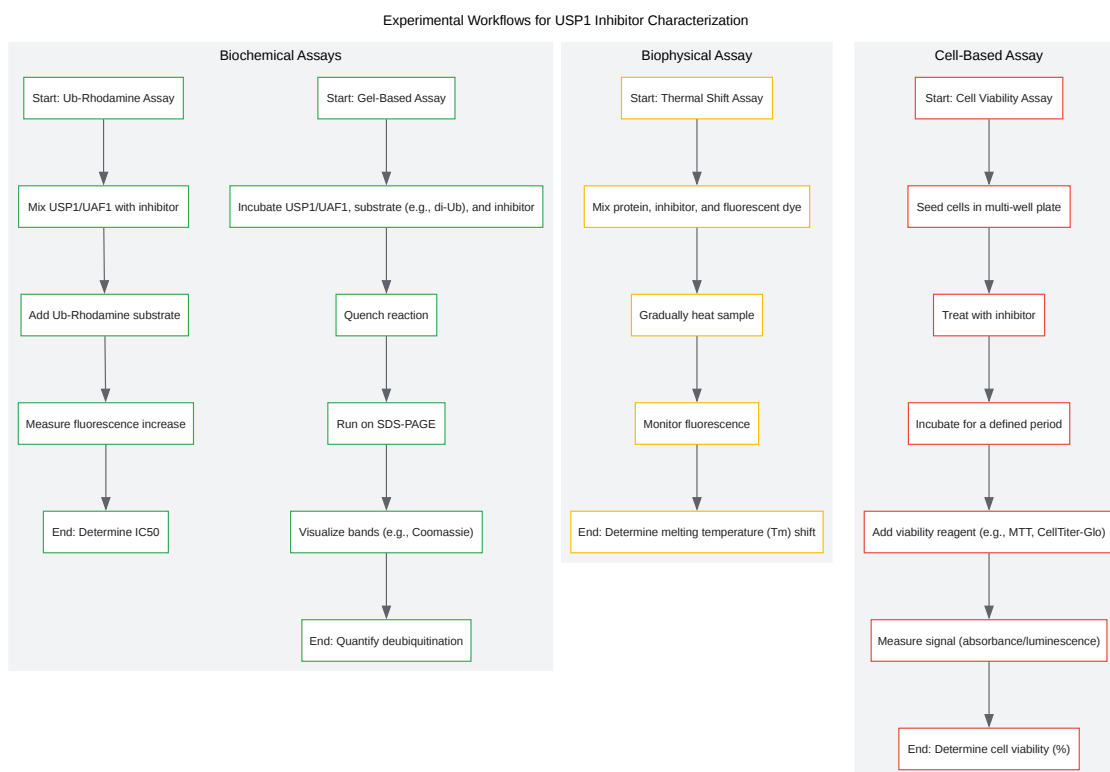 Experimental Workflows for USP1 Inhibitor Characterization
Biochemical Assays
Start: Ub-Rhodamine Assay
Mix USP1/UAF1 with inhibitor
Add Ub-Rhodamine substrate
Measure fluorescence increase
End: Determine IC50
Start: Gel-Based Assay
Incubate USP1/UAF1, substrate (e.g., di-Ub), and inhibitor
Quench reaction
Run on SDS-PAGE
Visualize bands (e.g., Coomassie)
End: Quantify deubiquitination
Biophysical Assay
Start: Thermal Shift Assay
Mix protein, inhibitor, and fluorescent dye
Gradually heat sample
Monitor fluorescence
End: Determine melting temperature (Tm) shift
Cell-Based Assay
Start: Cell Viability Assay
Seed cells in multi-well plate
Treat with inhibitor
Incubate for a defined period
Add viability reagent (e.g., MTT, CellTiter-Glo)
Measure signal (absorbance/luminescence)
End: Determine cell viability (%)